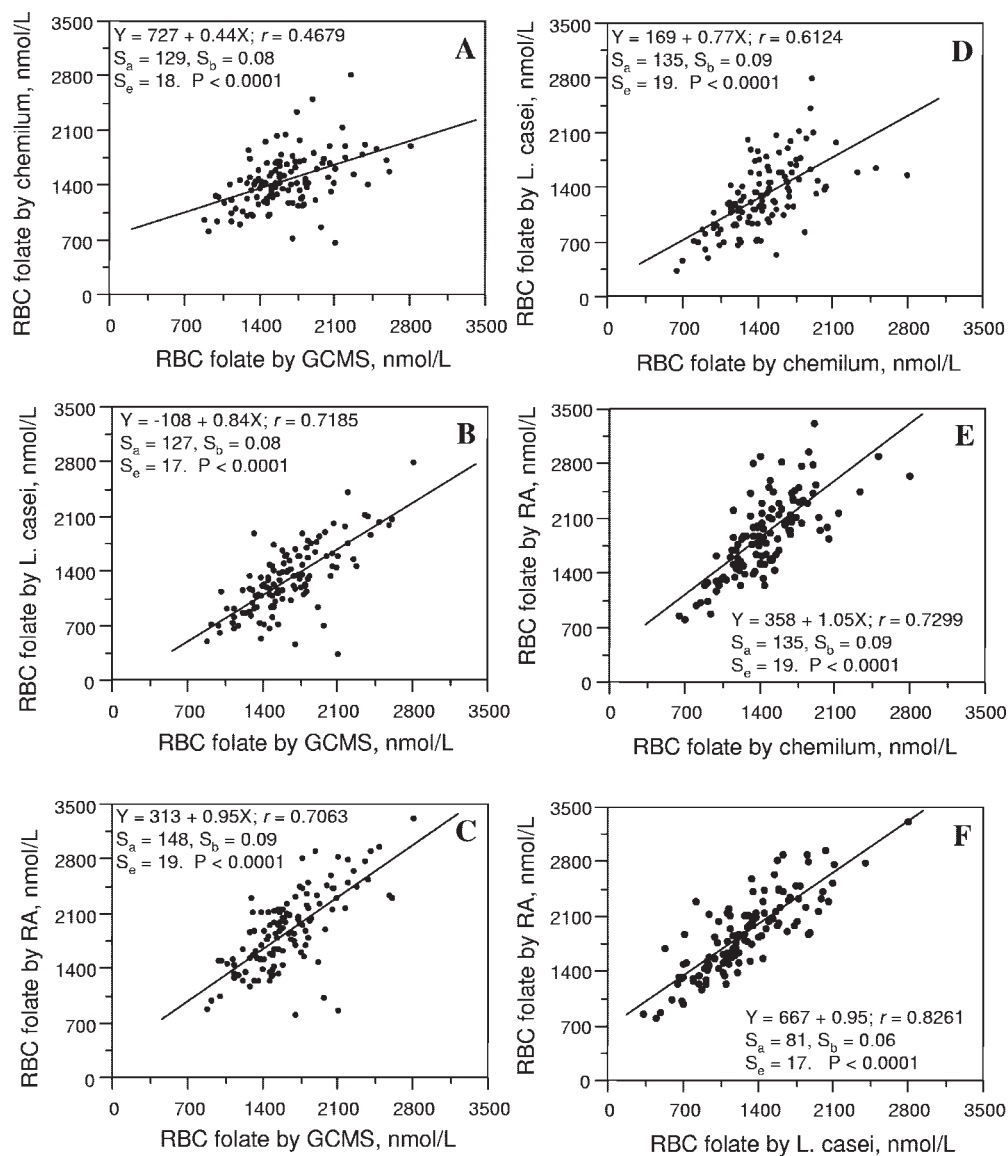 RBC folate by chemilum, nmol/L
3500
2800
2100
1400
700
0
Y = 727 + 0.44X; r = 0.4679
Sa = 129, Sb = 0.08
Se = 18. P < 0.0001
A
0 700 1400 2100 2800 3500
RBC folate by GCMS, nmol/L
RBC folate by L. casei, nmol/L
3500
2800
2100
1400
700
0
Y = 169 + 0.77X; r = 0.6124
Sa = 135, Sb = 0.09
Se = 19. P < 0.0001
D
0 700 1400 2100 2800 3500
RBC folate by chemilum, nmol/L
RBC folate by L. casei, nmol/L
3500
2800
2100
1400
700
0
Y = -108 + 0.84X; r = 0.7185
Sa = 127, Sb = 0.08
Se = 17. P < 0.0001
B
0 700 1400 2100 2800 3500
RBC folate by GCMS, nmol/L
RBC folate by RA, nmol/L
3500
2800
2100
1400
700
0
E
Y = 358 + 1.05X; r = 0.7299
Sa = 135, Sb = 0.09
Se = 19. P < 0.0001
0 700 1400 2100 2800 3500
RBC folate by chemilum, nmol/L
RBC folate by RA, nmol/L
3500
2800
2100
1400
700
0
Y = 313 + 0.95X; r = 0.7063
Sa = 148, Sb = 0.09
Se = 19. P < 0.0001
C
0 700 1400 2100 2800 3500
RBC folate by GCMS, nmol/L
RBC folate by RA, nmol/L
3500
2800
2100
1400
700
0
F
Y = 667 + 0.95; r = 0.8261
Sa = 81, Sb = 0.06
Se = 17. P < 0.0001
0 700 1400 2100 2800 3500
RBC folate by L. casei, nmol/L